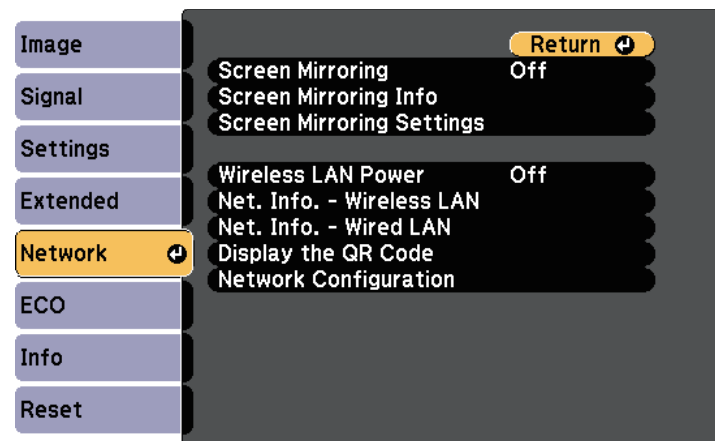 Image
Signal
Settings
Extended
Network
ECO
Info
Reset
Return
Screen Mirroring Off
Screen Mirroring Info
Screen Mirroring Settings
Wireless LAN Power Off
Net. Info. - Wireless LAN
Net. Info. - Wired LAN
Display the QR Code
Network Configuration